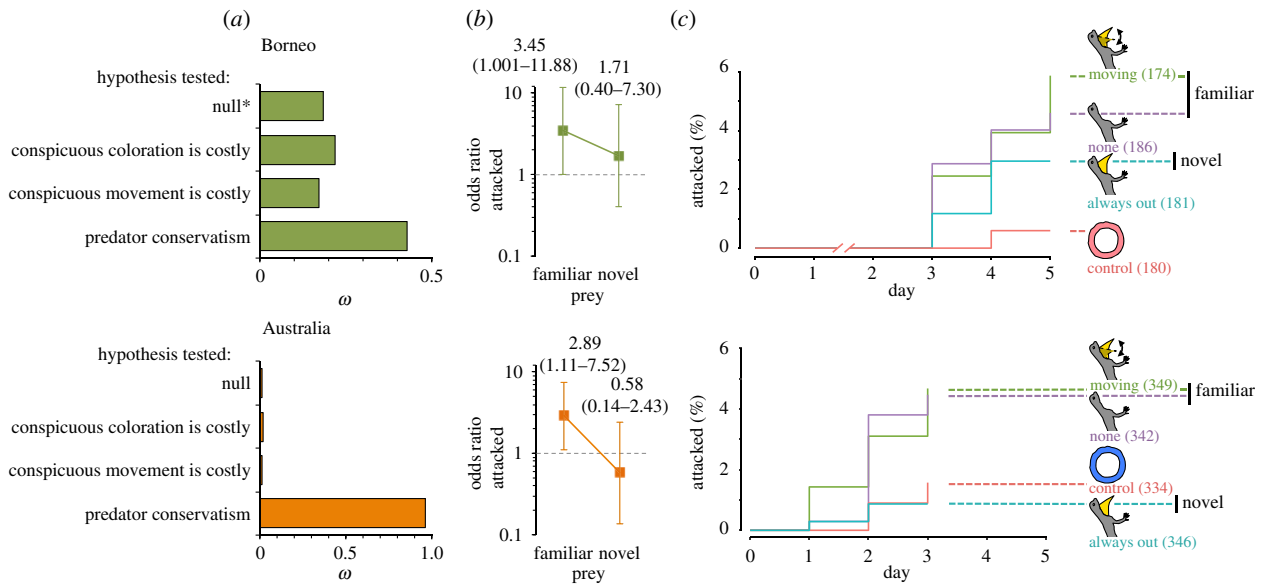 (a)
(b)
(c)
Borneo
hypothesis tested:
null*
conspicuous coloration is costly
conspicuous movement is costly
predator conservatism
0
0.5
ω
3.45
(1.001–11.88)
1.71
(0.40–7.30)
10
1
0.1
odds ratio
attacked
familiar novel
prey
6
4
2
0
attacked (%)
0
1
2
3
4
5
day
moving (174)
familiar
none (186)
novel
always out (181)
control (180)
Australia
hypothesis tested:
null
conspicuous coloration is costly
conspicuous movement is costly
predator conservatism
0
0.5
1.0
ω
2.89
(1.11–7.52)
0.58
(0.14–2.43)
10
1
0.1
odds ratio
attacked
familiar novel
prey
6
4
2
0
attacked (%)
0
1
2
3
4
5
day
moving (349)
familiar
none (342)
control (334)
novel
always out (346)